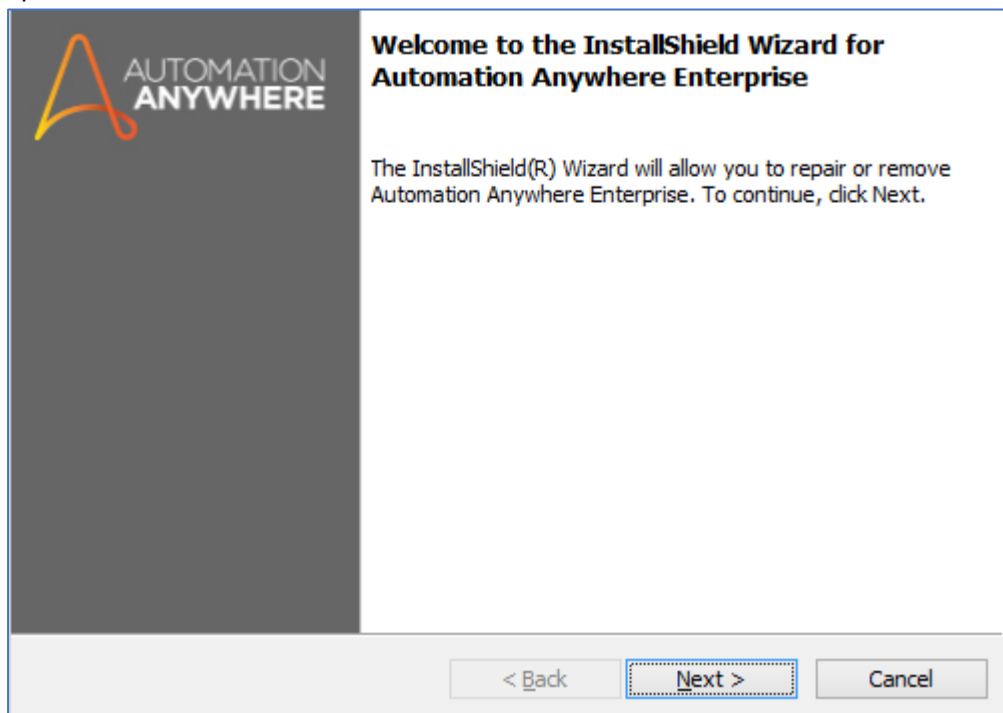 AUTOMATION
ANYWHERE
Welcome to the InstallShield Wizard for
Automation Anywhere Enterprise
The InstallShield(R) Wizard will allow you to repair or remove
Automation Anywhere Enterprise. To continue, click Next.
< Back Next > Cancel